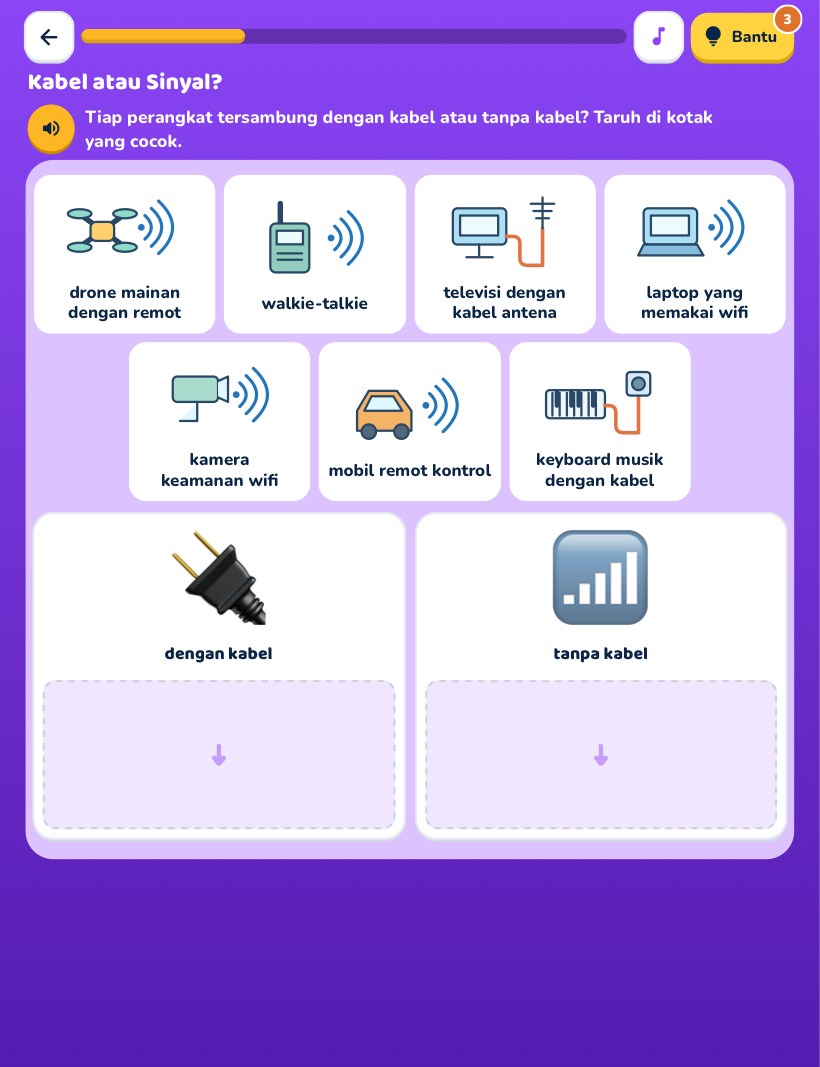 3
Bantu
Kabel atau Sinyal?
Tiap perangkat tersambung dengan kabel atau tanpa kabel? Taruh di kotak
yang cocok.
drone mainan
dengan remot
walkie-talkie
televisi dengan
kabel antena
laptop yang
memakai wifi
kamera
keamanan wifi
mobil remot kontrol
keyboard musik
dengan kabel
dengan kabel
tanpa kabel